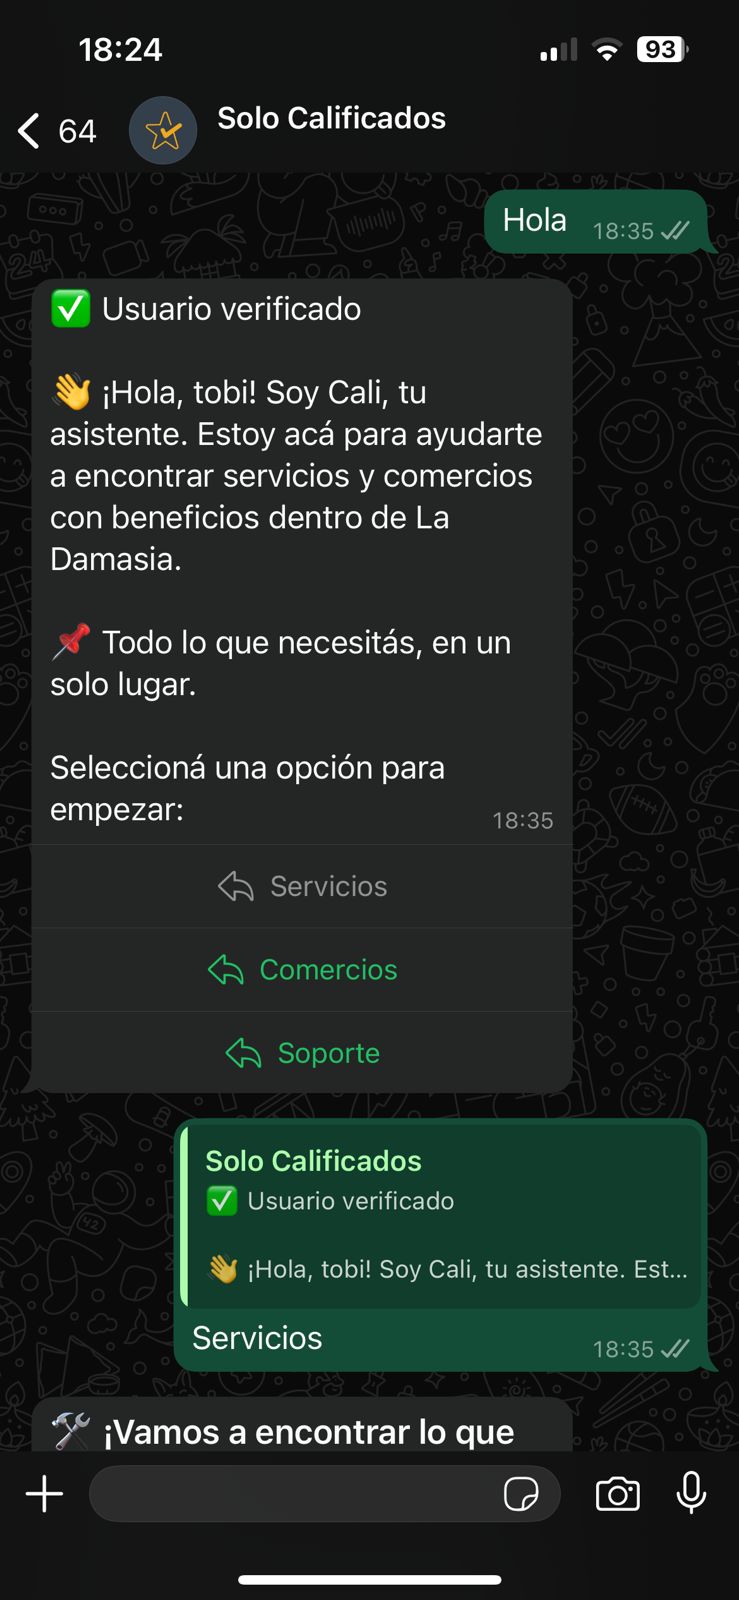 18:24
93
64
Solo Calificados
Hola
18:35
✅ Usuario verificado
👋 ¡Hola, tobi! Soy Cali, tu
asistente. Estoy acá para ayudarte
a encontrar servicios y comercios
con beneficios dentro de La
Damasia.
📌 Todo lo que necesitás, en un
solo lugar.
Seleccioná una opción para
empezar:
18:35
Servicios
Comercios
Soporte
Solo Calificados
✅ Usuario verificado
👋 ¡Hola, tobi! Soy Cali, tu asistente. Est...
Servicios
18:35
🛠 ¡Vamos a encontrar lo que